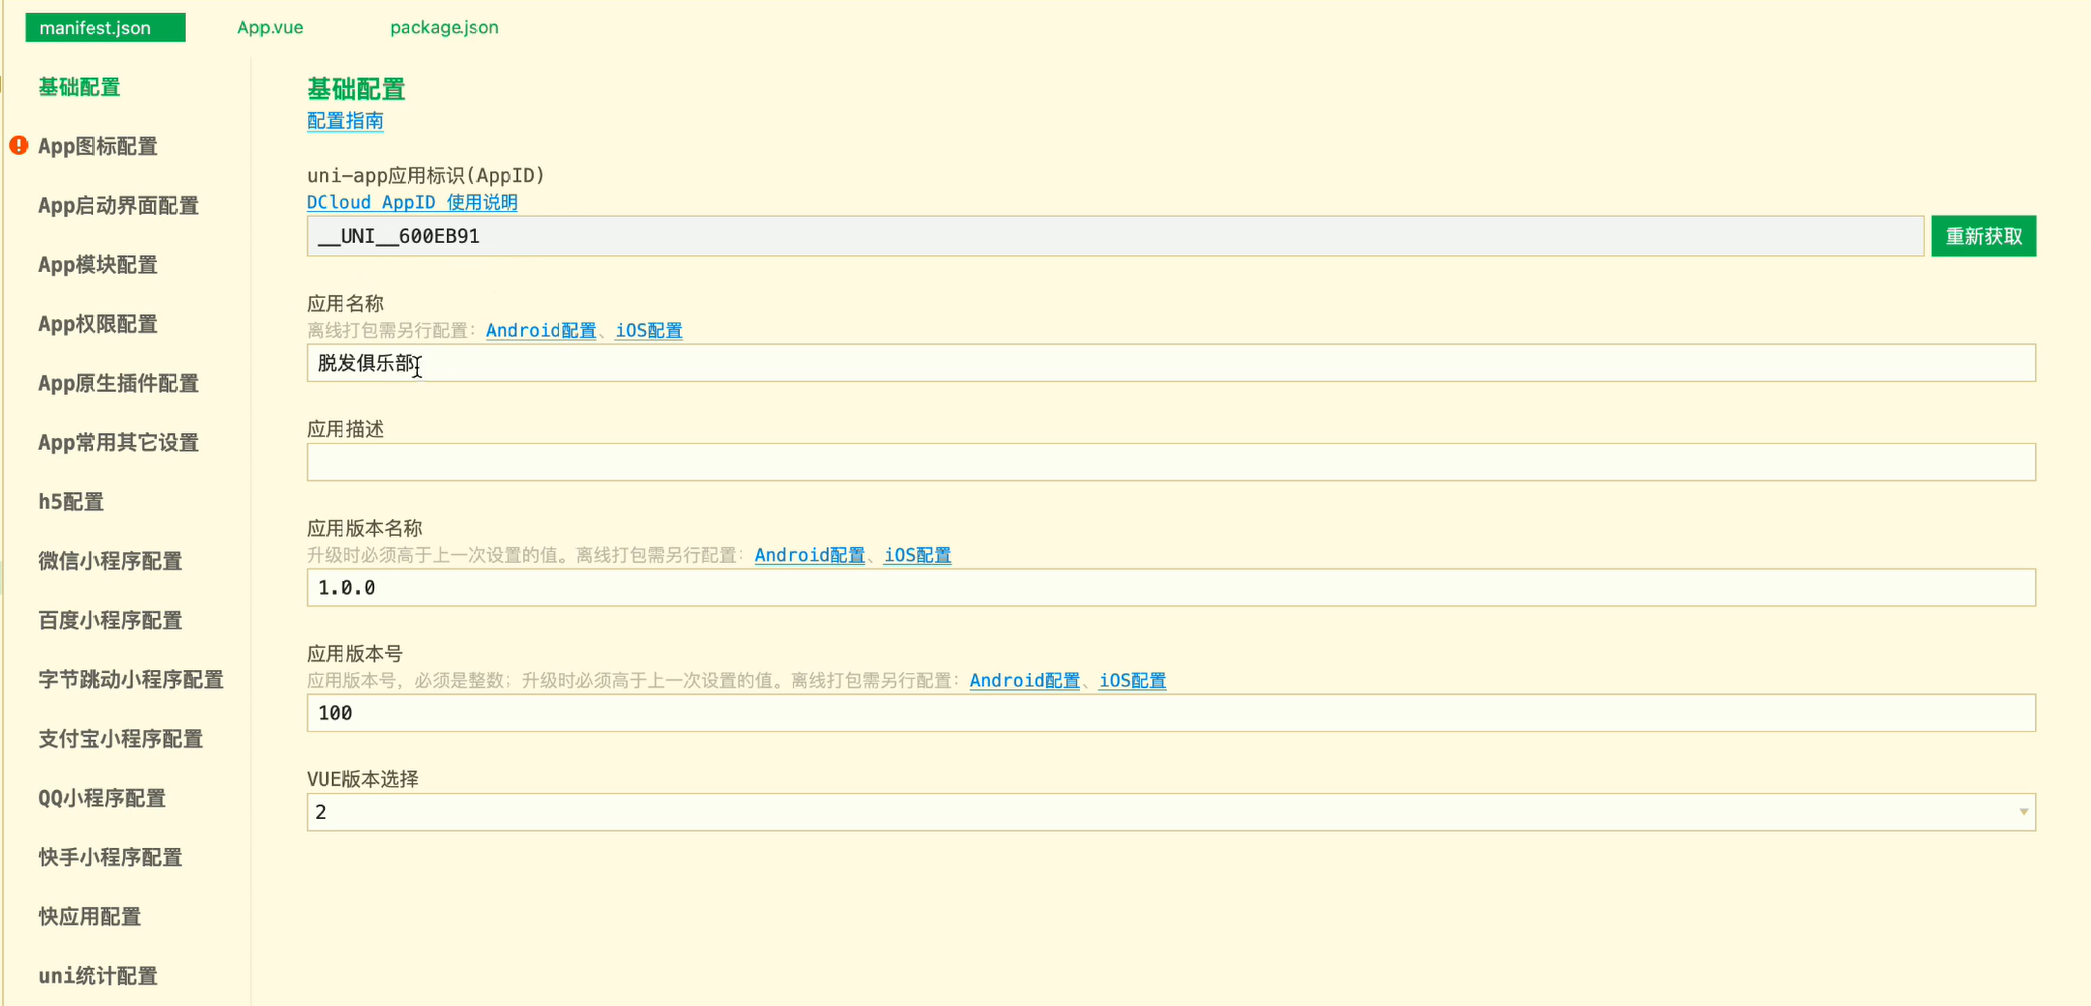 manifest.json
App.vue
package.json
基础配置
App图标配置
App启动界面配置
App模块配置
App权限配置
App原生插件配置
App常用其它设置
h5配置
微信小程序配置
百度小程序配置
字节跳动小程序配置
支付宝小程序配置
QQ小程序配置
快手小程序配置
快应用配置
uni统计配置
基础配置
配置指南
uni-app应用标识(AppID)
DCloud AppID 使用说明
__UNI__600EB91
重新获取
应用名称
离线打包需另行配置：Android配置、iOS配置
脱发俱乐部
应用描述
应用版本名称
升级时必须高于上一次设置的值。离线打包需另行配置：Android配置、iOS配置
1.0.0
应用版本号
应用版本号，必须是整数；升级时必须高于上一次设置的值。离线打包需另行配置：Android配置、iOS配置
100
VUE版本选择
2